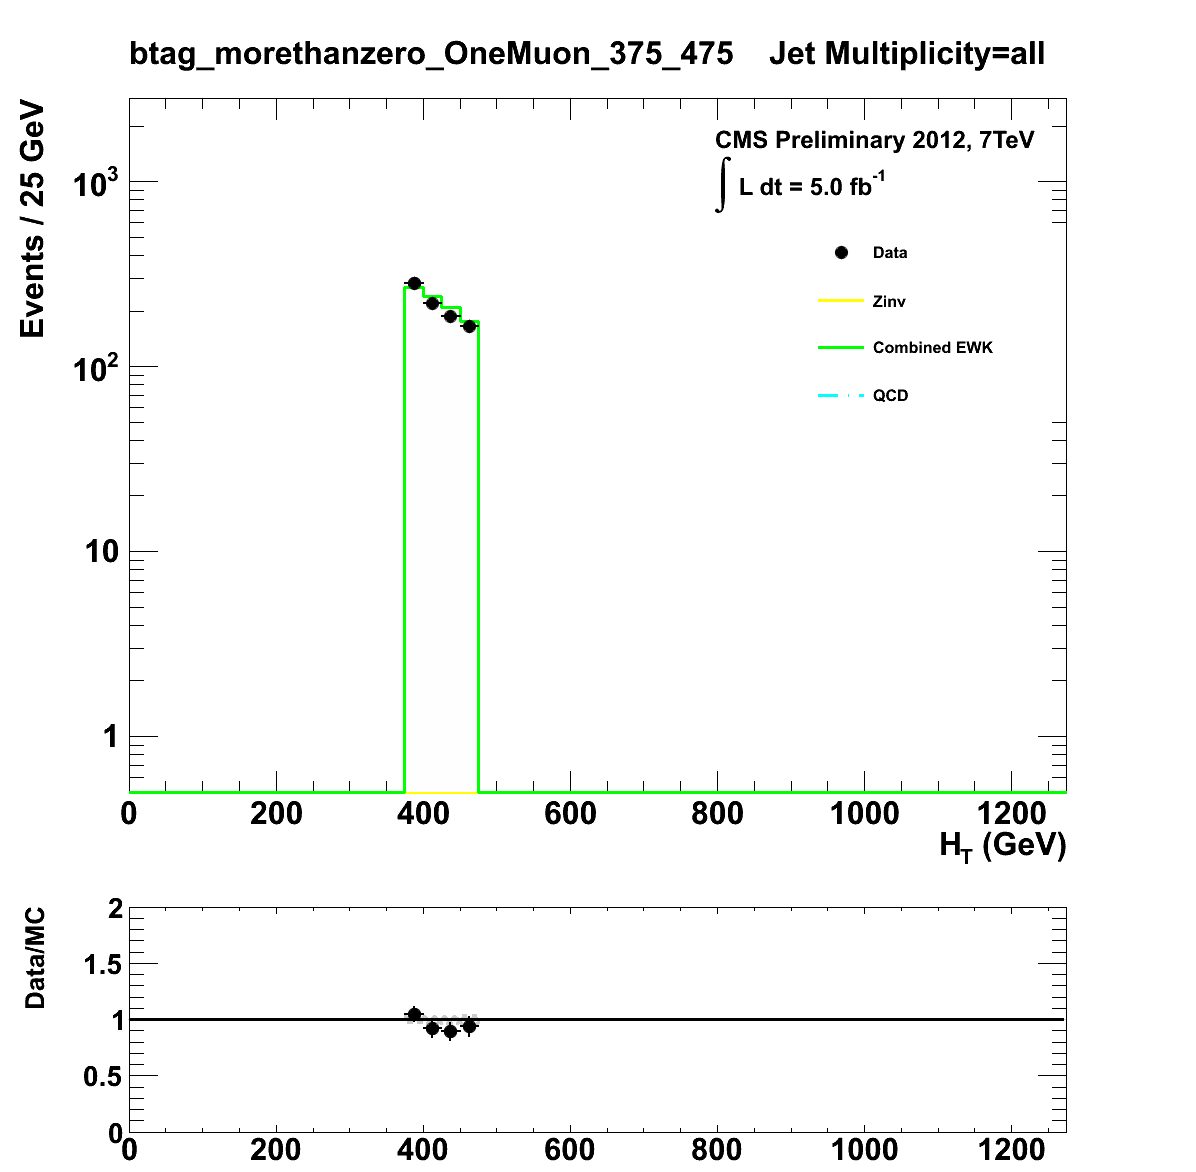 btag_morethanzero_OneMuon_375_475 Jet Multiplicity=all
Events / 25 GeV
CMS Preliminary 2012, 7TeV
∫ L dt = 5.0 fb⁻¹
Data
Zinv
Combined EWK
QCD
10³
10²
10
1
0 200 400 600 800 1000 1200
H_T (GeV)
Data/MC
2
1.5
1
0.5
0
0 200 400 600 800 1000 1200